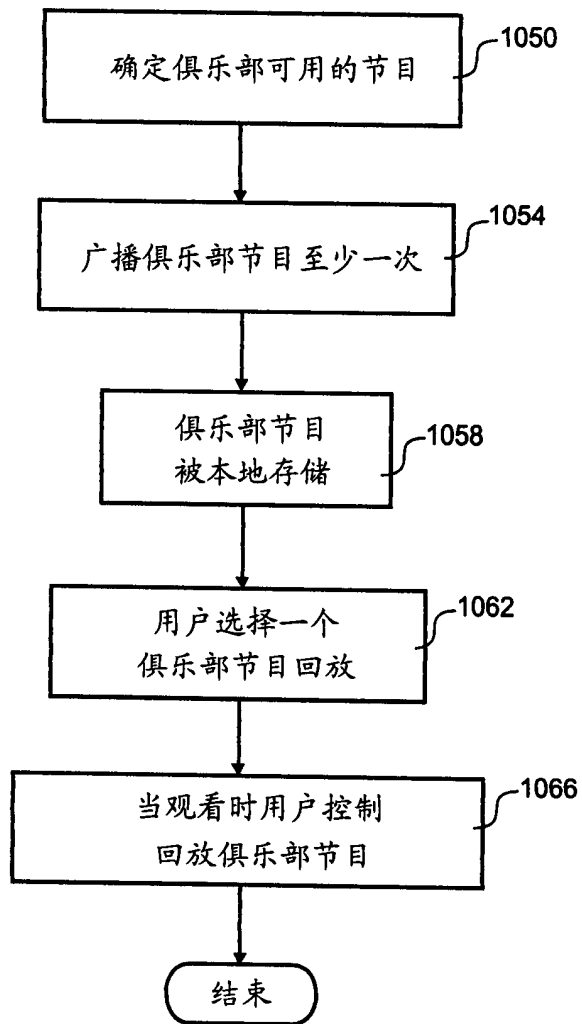 确定俱乐部可用的节目
1050
广播俱乐部节目至少一次
1054
俱乐部节目
被本地存储
1058
用户选择一个
俱乐部节目回放
1062
当观看时用户控制
回放俱乐部节目
1066
结束